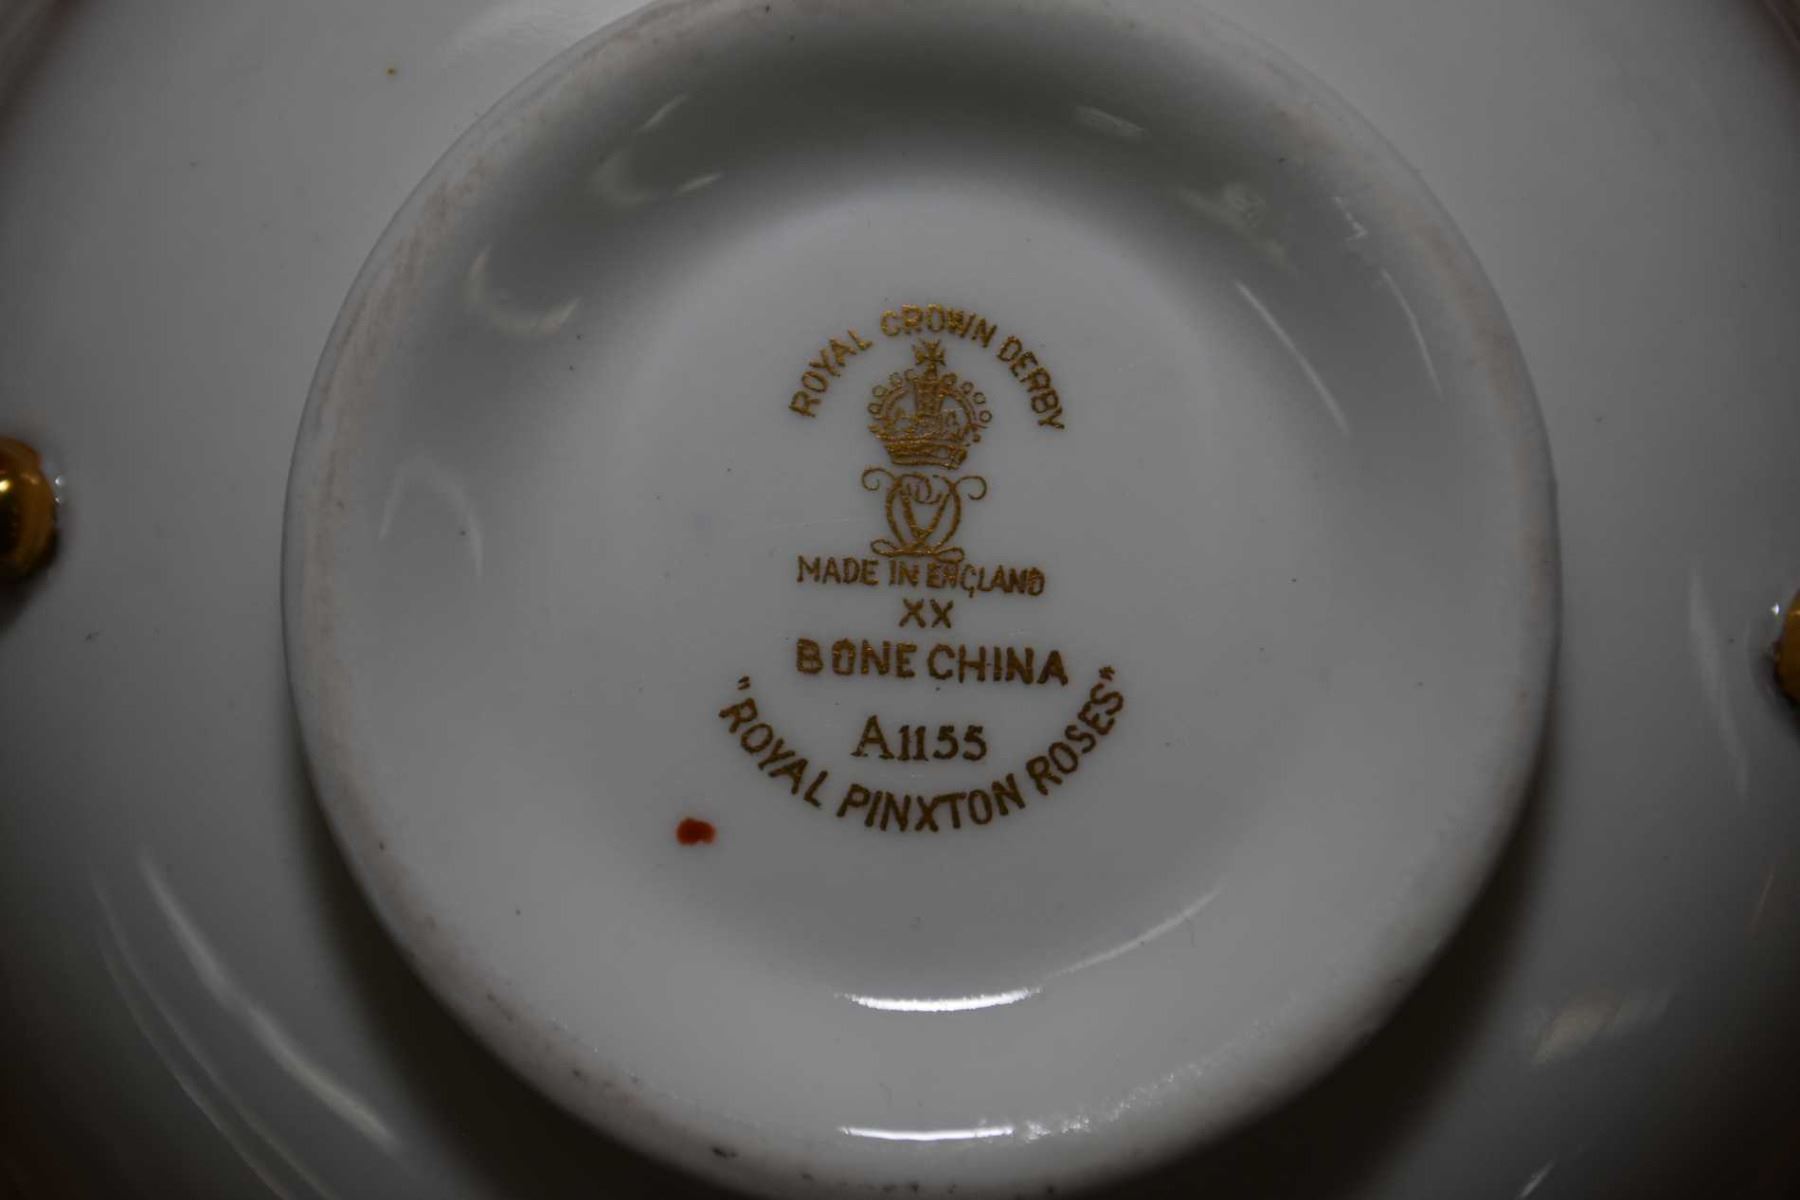 ROYAL CROWN DERBY
MADE IN ENGLAND
XX
BONE CHINA
A1155
"ROYAL PINXTON ROSES"